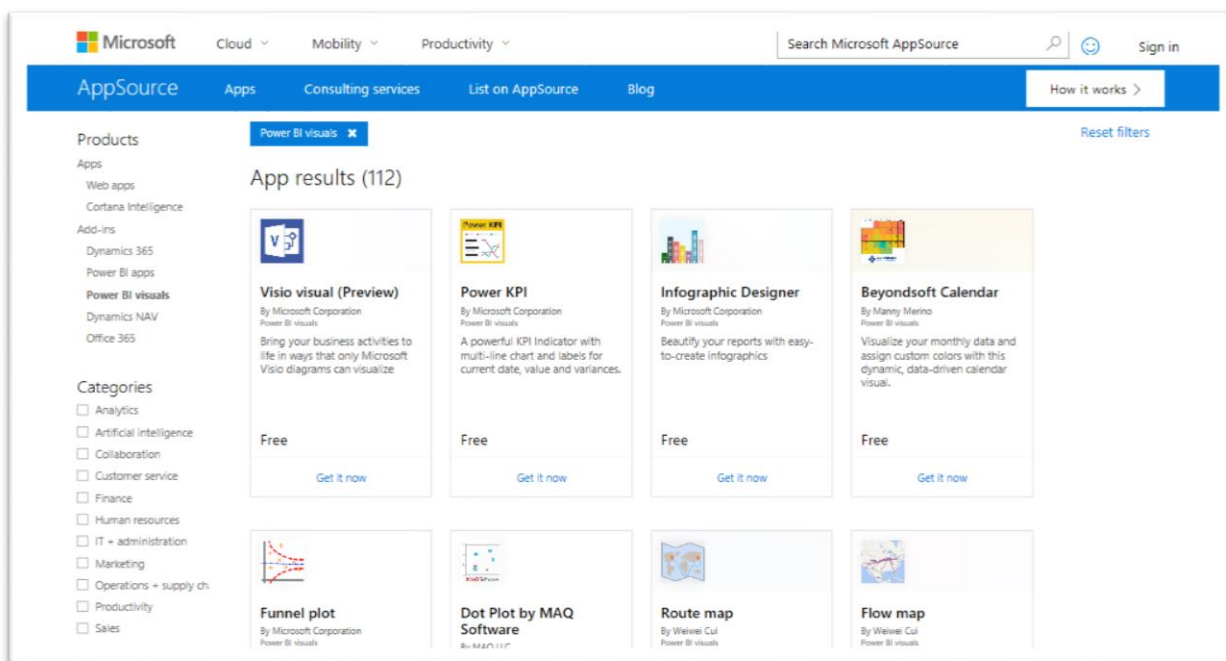 Microsoft
Cloud
Mobility
Productivity
Search Microsoft AppSource
Sign in
AppSource
Apps
Consulting services
List on AppSource
Blog
How it works >
Products
Apps
Web apps
Cortana Intelligence
Add-ins
Dynamics 365
Power BI apps
Power BI visuals
Dynamics NAV
Office 365
Categories
Analytics
Artificial intelligence
Collaboration
Customer service
Finance
Human resources
IT + administration
Marketing
Operations + supply ch
Productivity
Sales
Power BI visuals ✖
Reset filters
App results (112)
V
Visio visual (Preview)
By Microsoft Corporation
Power BI visuals
Bring your business activities to
life in ways that only Microsoft
Visio diagrams can visualize
Free
Get it now
Power KPI
Power KPI
By Microsoft Corporation
Power BI visuals
A powerful KPI Indicator with
multi-line chart and labels for
current date, value and variances.
Free
Get it now
Infographic Designer
By Microsoft Corporation
Power BI visuals
Beautify your reports with easy-
to-create infographics
Free
Get it now
Beyondsoft Calendar
By Manny Merino
Power BI visuals
Visualize your monthly data and
assign custom colors with this
dynamic, data-driven calendar
visual.
Free
Get it now
Funnel plot
By Microsoft Corporation
Power BI visuals
Dot Plot by MAQ
Software
By MAQ LLC
Route map
By Weiwei Cui
Power BI visuals
Flow map
By Weiwei Cui
Power BI visuals